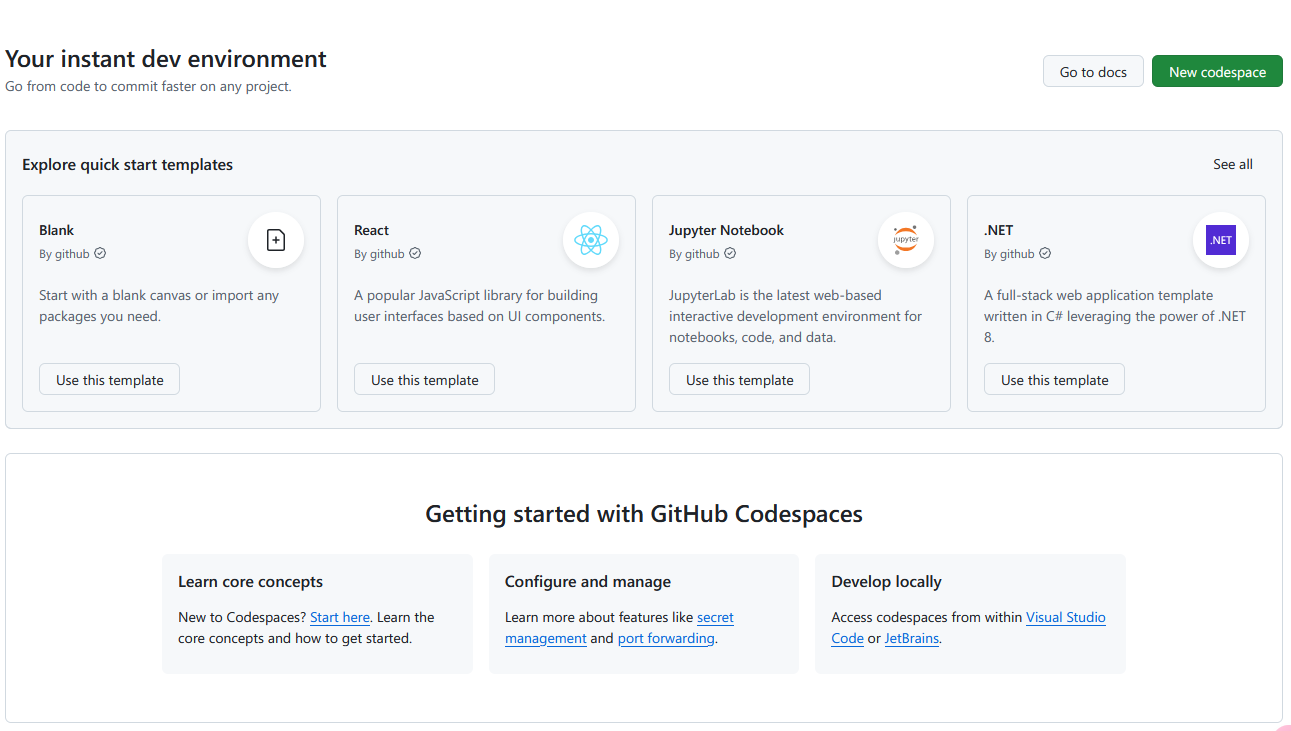 Your instant dev environment
Go from code to commit faster on any project.
Go to docs
New codespace
Explore quick start templates
See all
Blank
By github
Start with a blank canvas or import any
packages you need.
Use this template
React
By github
A popular JavaScript library for building
user interfaces based on UI components.
Use this template
Jupyter Notebook
By github
jupyter
JupyterLab is the latest web-based
interactive development environment for
notebooks, code, and data.
Use this template
.NET
By github
.NET
A full-stack web application template
written in C# leveraging the power of .NET
8.
Use this template
Getting started with GitHub Codespaces
Learn core concepts
New to Codespaces? Start here. Learn the
core concepts and how to get started.
Configure and manage
Learn more about features like secret
management and port forwarding.
Develop locally
Access codespaces from within Visual Studio
Code or JetBrains.